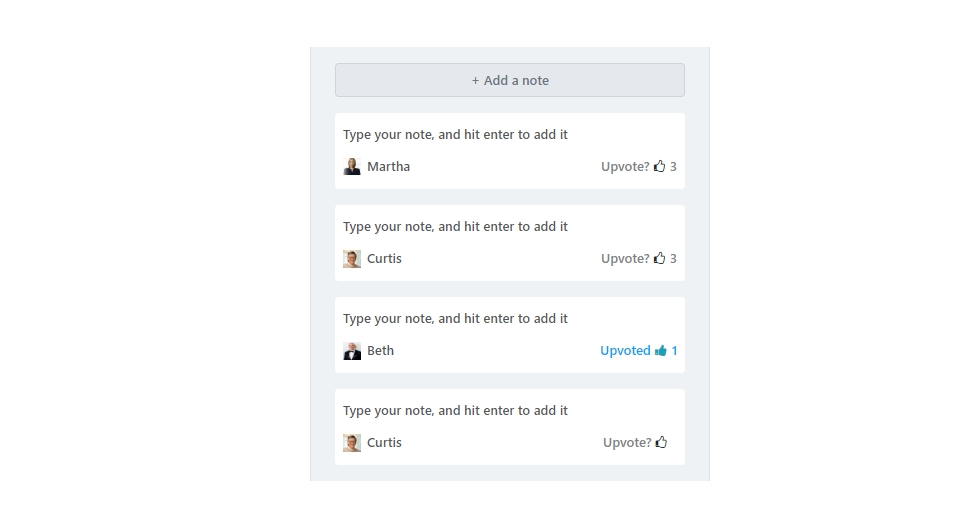 + Add a note
Type your note, and hit enter to add it
Martha Upvote? 3
Type your note, and hit enter to add it
Curtis Upvote? 3
Type your note, and hit enter to add it
Beth Upvoted 1
Type your note, and hit enter to add it
Curtis Upvote?